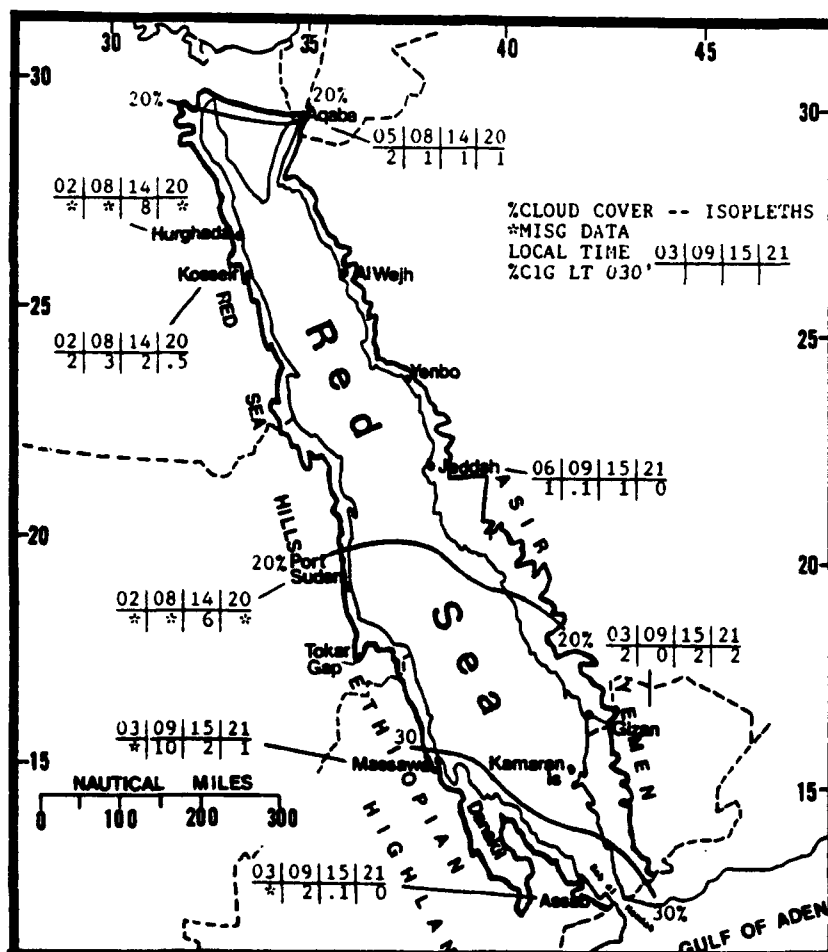 30 35 40 45
30
20%
20%
Aqaba
30
05 08 14 20
2 1 1 1
02 08 14 20
* * 8 *
Hurghada
%CLOUD COVER -- ISOPLETHS
*MISG DATA
LOCAL TIME 03 09 15 21
%CIG LT 030'
Kosseir
Al Wejh
25
25
RED SEA HILLS
02 08 14 20
2 3 2 .5
Red Sea
Yenbo
Jeddah
06 09 15 21
1 .1 1 0
ASIR
20
20
20% Port
Sudan
02 08 14 20
* * 6 *
20%
03 09 15 21
2 0 2 2
Tokar
Gap
YEMEN
Gizan
03 09 15 21
* 10 2 1
30
15
Massawa
Kamaran
Is
15
NAUTICAL MILES
0 100 200 300
ETHIOPIAN
HIGHLAN
Danakil
03 09 15 21
* 2 .1 0
Assab
30%
GULF OF ADEN